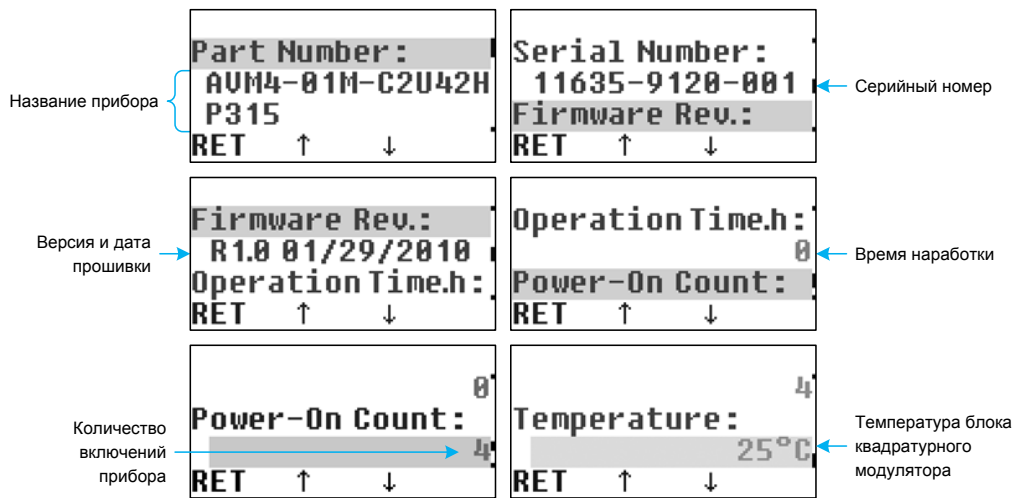 Название прибора
Part Number:
AVM4-01M-C2U42H
P315
RET ↑ ↓
Serial Number:
11635-9120-001
Firmware Rev.:
RET ↑ ↓
Серийный номер
Версия и дата
прошивки
Firmware Rev.:
R1.0 01/29/2010
Operation Time.h:
RET ↑ ↓
Operation Time.h:
0
Power-On Count:
RET ↑ ↓
Время наработки
Количество
включений
прибора
0
Power-On Count:
4
RET ↑ ↓
4
Temperature:
25°C
RET ↑ ↓
Температура блока
квадратурного
модулятора